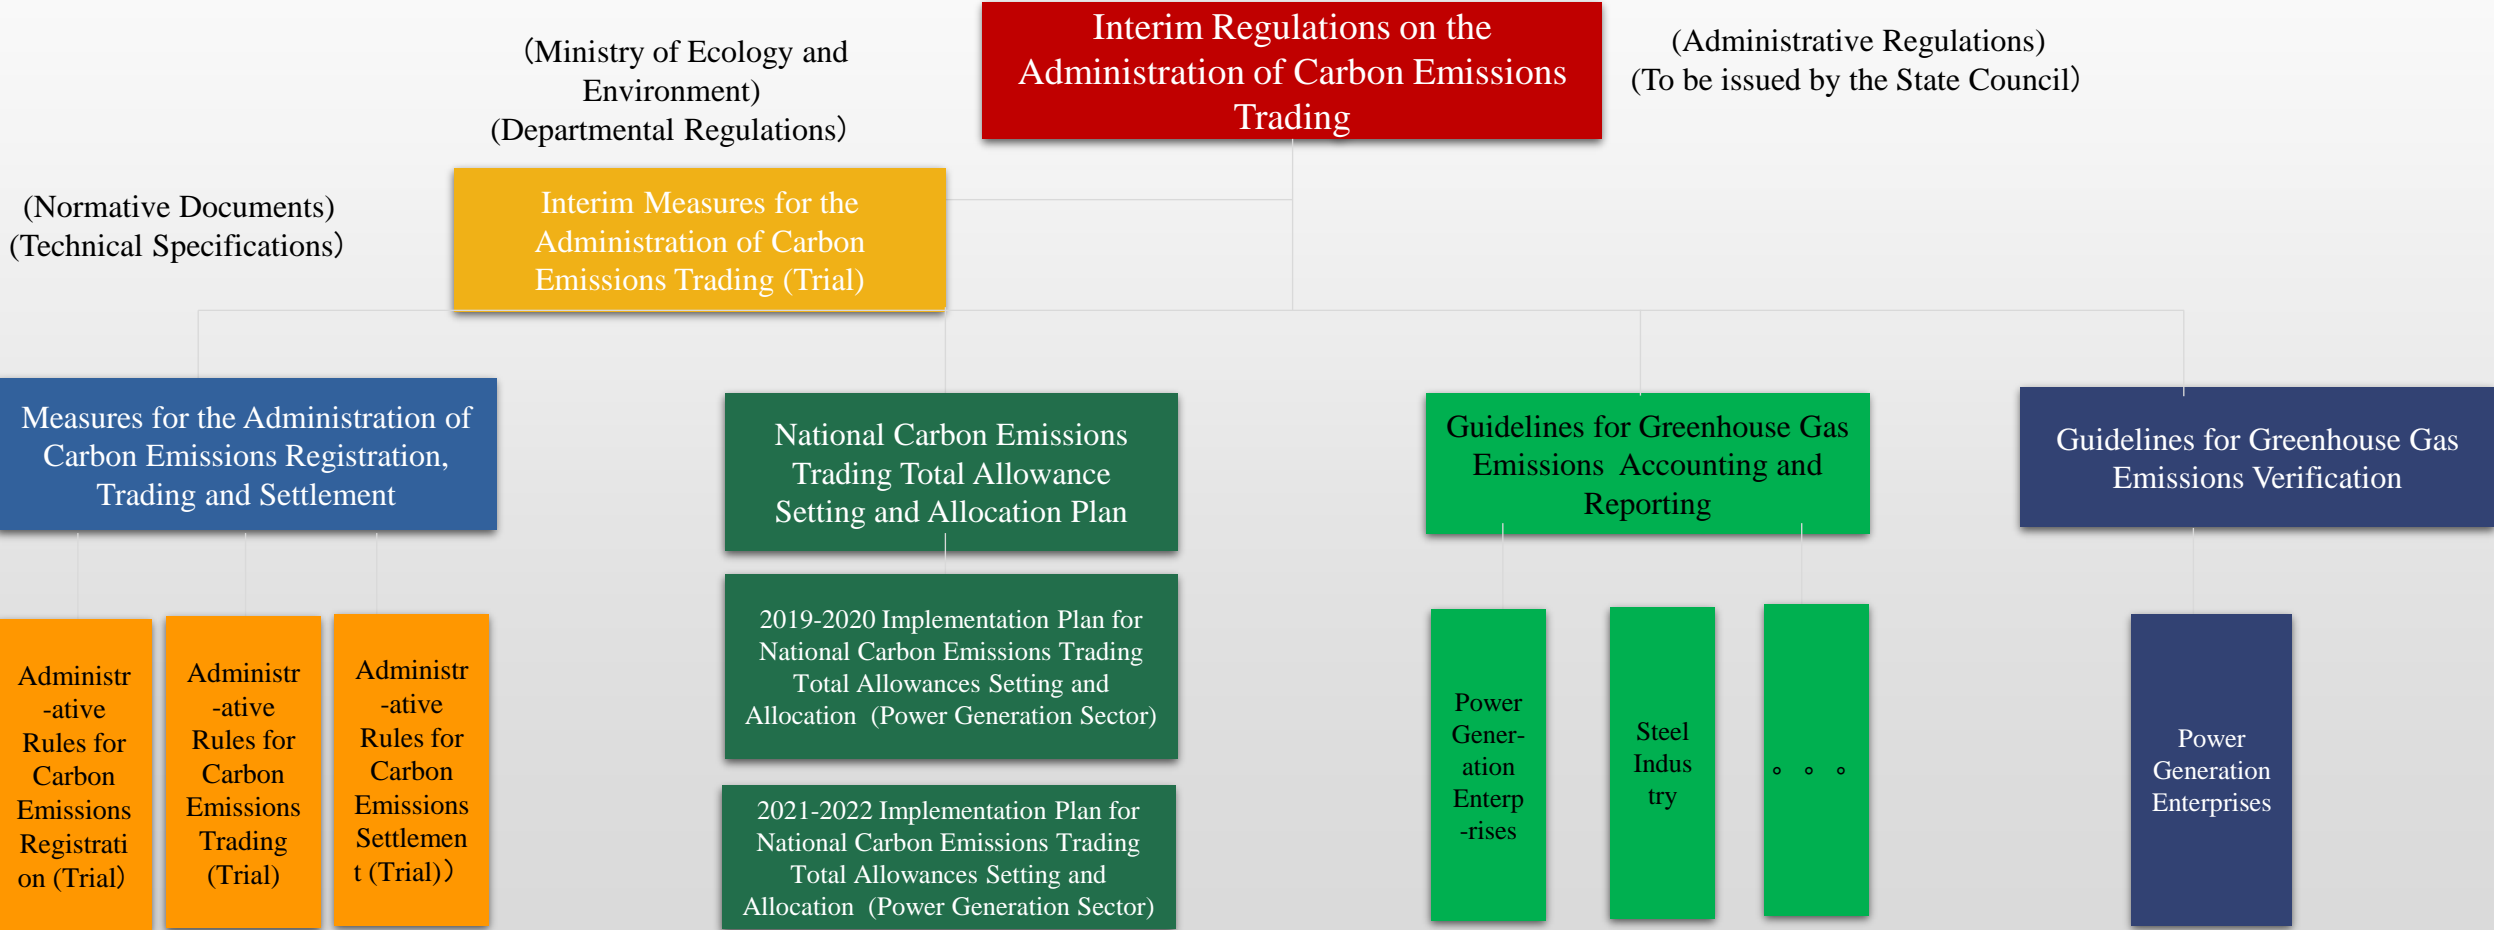 Interim Regulations on the
Administration of Carbon Emissions
Trading
(Administrative Regulations)
(To be issued by the State Council）
（Ministry of Ecology and
Environment)
(Departmental Regulations）
Interim Measures for the
Administration of Carbon
Emissions Trading (Trial)
(Normative Documents)
(Technical Specifications）
Measures for the Administration of
Carbon Emissions Registration,
Trading and Settlement
National Carbon Emissions
Trading Total Allowance
Setting and Allocation Plan
Guidelines for Greenhouse Gas
Emissions  Accounting and
Reporting
Guidelines for Greenhouse Gas
Emissions Verification
Administr
-ative
Rules for
Carbon
Emissions
Registrati
on (Trial）
Administr
-ative
Rules for
Carbon
Emissions
Trading
(Trial)
Administr
-ative
Rules for
Carbon
Emissions
Settlemen
t (Trial)）
2019-2020 Implementation Plan for
National Carbon Emissions Trading
Total Allowances Setting and
Allocation  (Power Generation Sector)
2021-2022 Implementation Plan for
National Carbon Emissions Trading
Total Allowances Setting and
Allocation  (Power Generation Sector)
Power
Gener-
ation
Enterp
-rises
Steel
Indus
try
。。。
Power
Generation
Enterprises